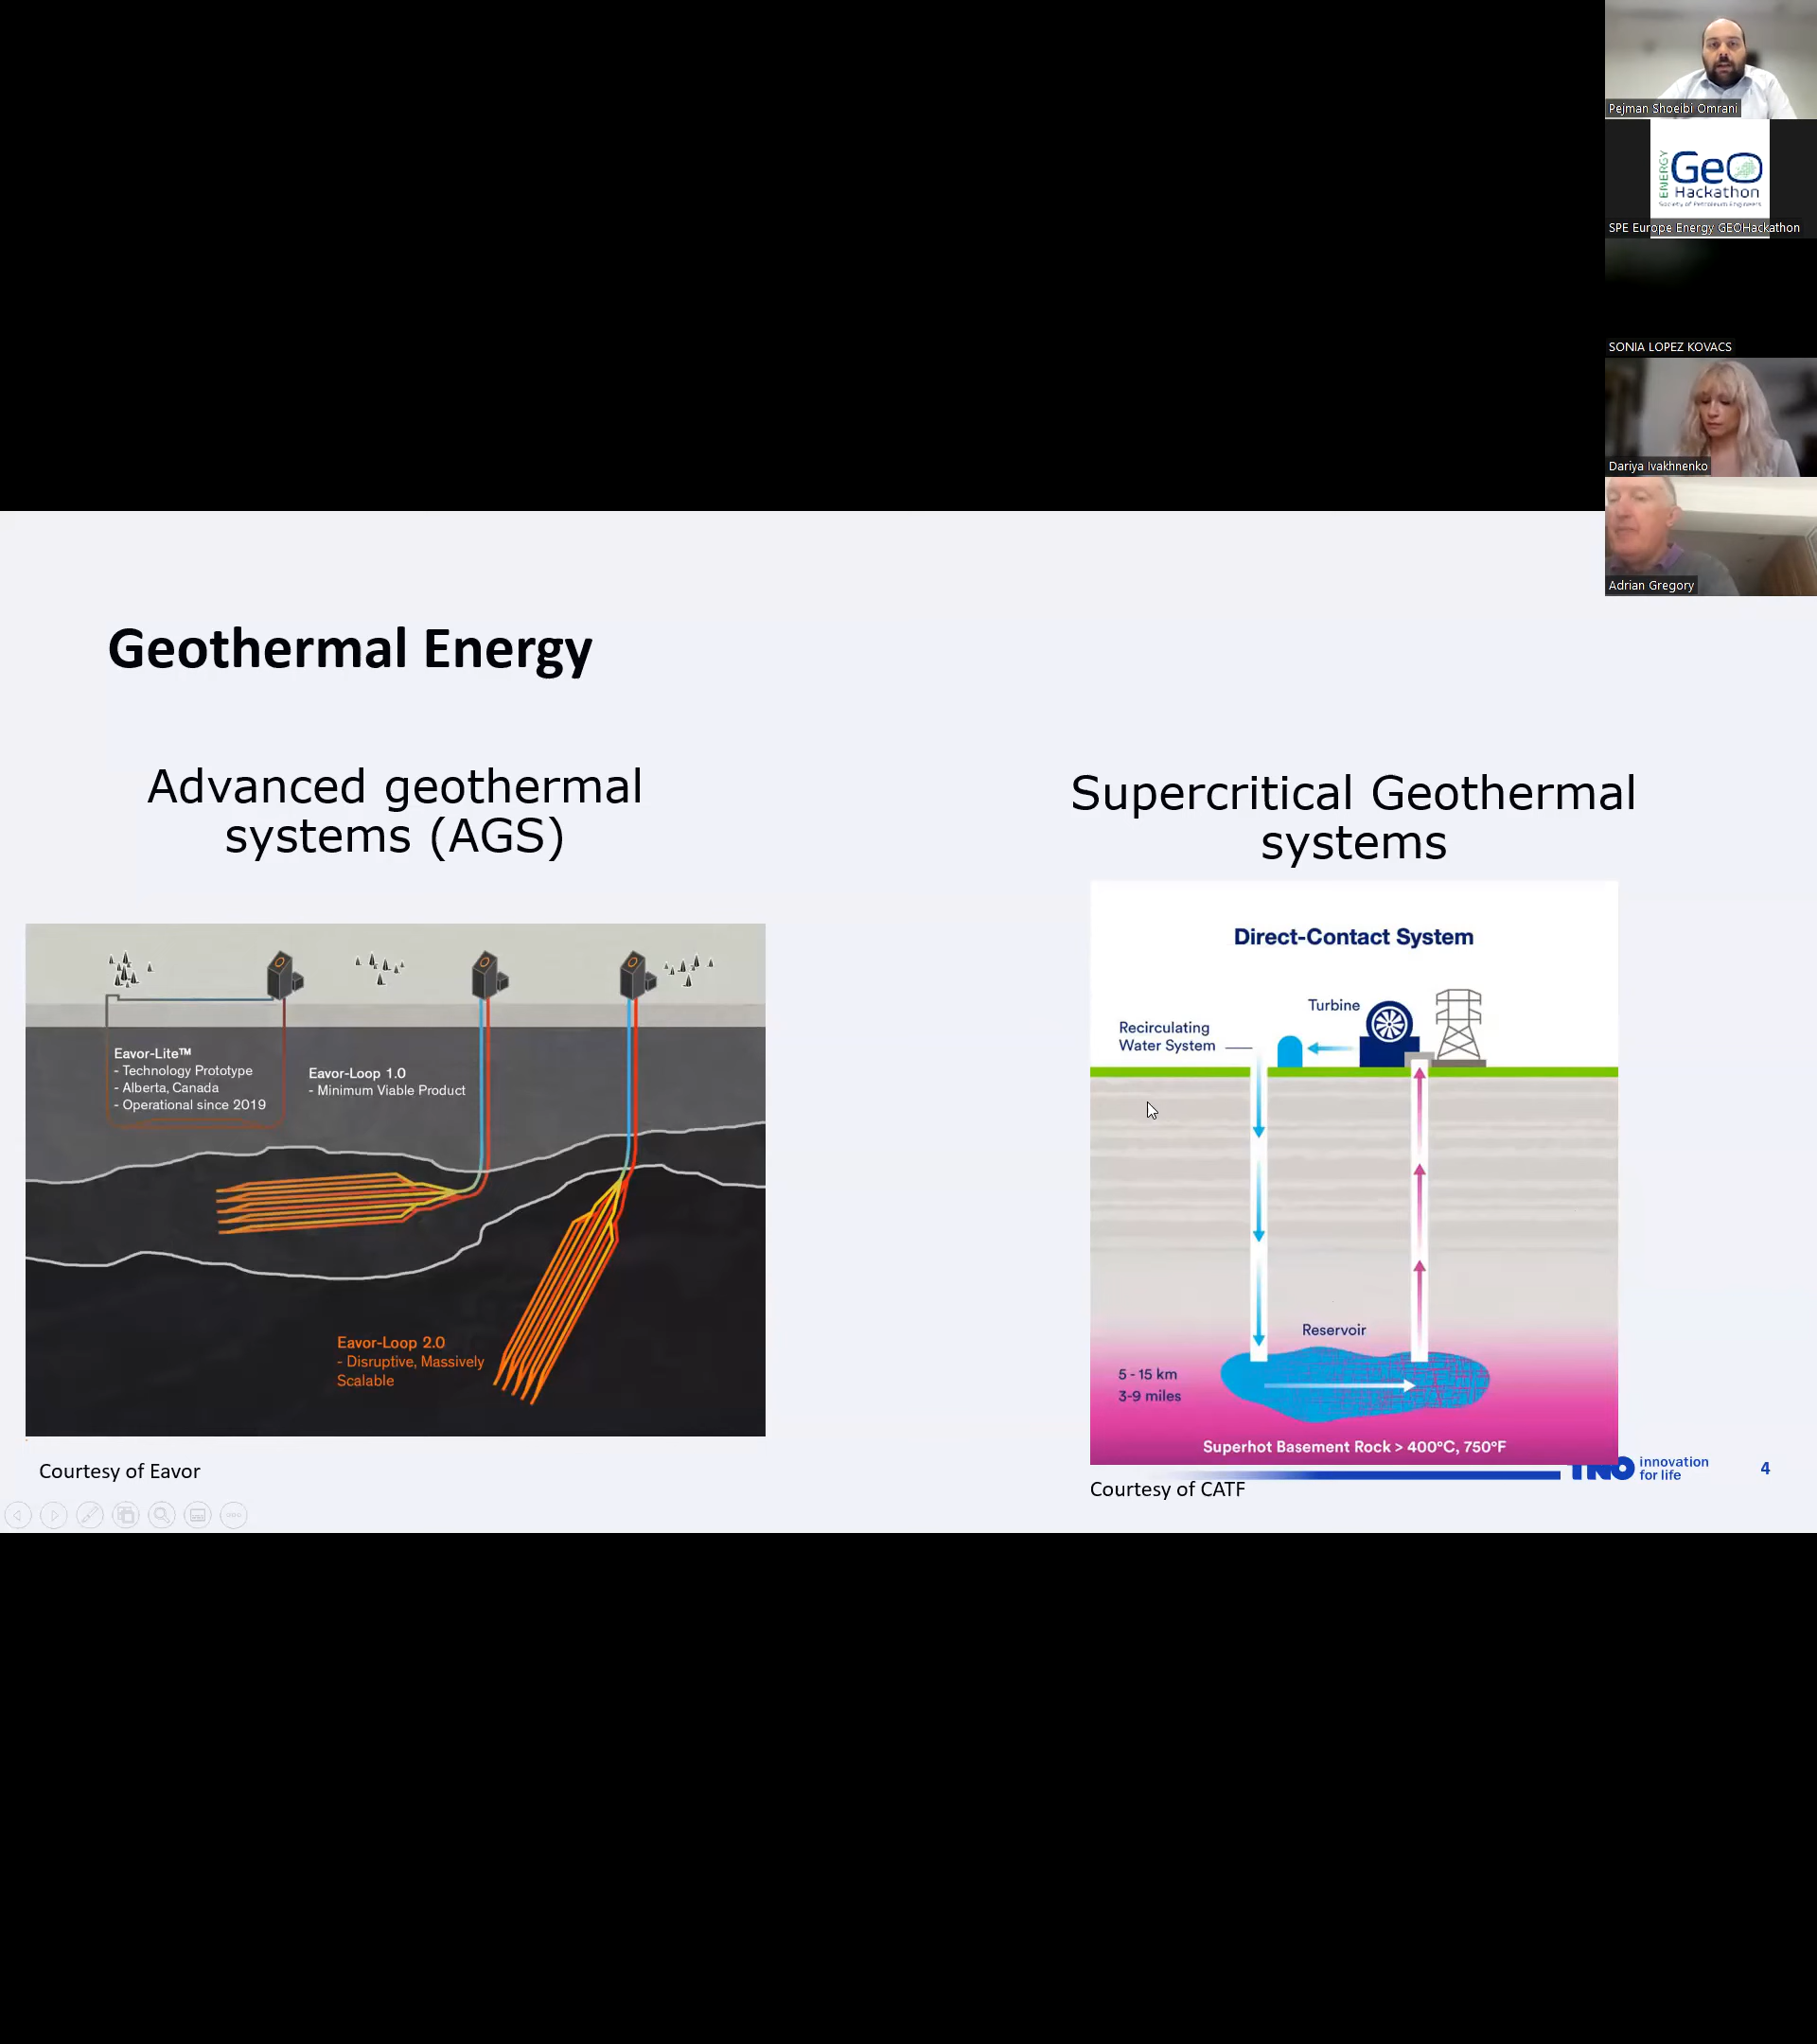 Pejman Shoeibi Omrani
ENERGY
GeO
Hackathon
Society of Petroleum Engineers
SPE Europe Energy GEOHackathon
SONIA LOPEZ KOVACS
Dariya Ivakhnenko
Adrian Gregory
Geothermal Energy
Advanced geothermal
systems (AGS)
Eavor-Lite™
- Technology Prototype
- Alberta, Canada
- Operational since 2019
Eavor-Loop 1.0
- Minimum Viable Product
Eavor-Loop 2.0
- Disruptive, Massively
Scalable
Courtesy of Eavor
Supercritical Geothermal
systems
Direct-Contact System
Turbine
Recirculating
Water System
Reservoir
5 - 15 km
3-9 miles
Superhot Basement Rock > 400°C, 750°F
Courtesy of CATF
TNO innovation
for life
4